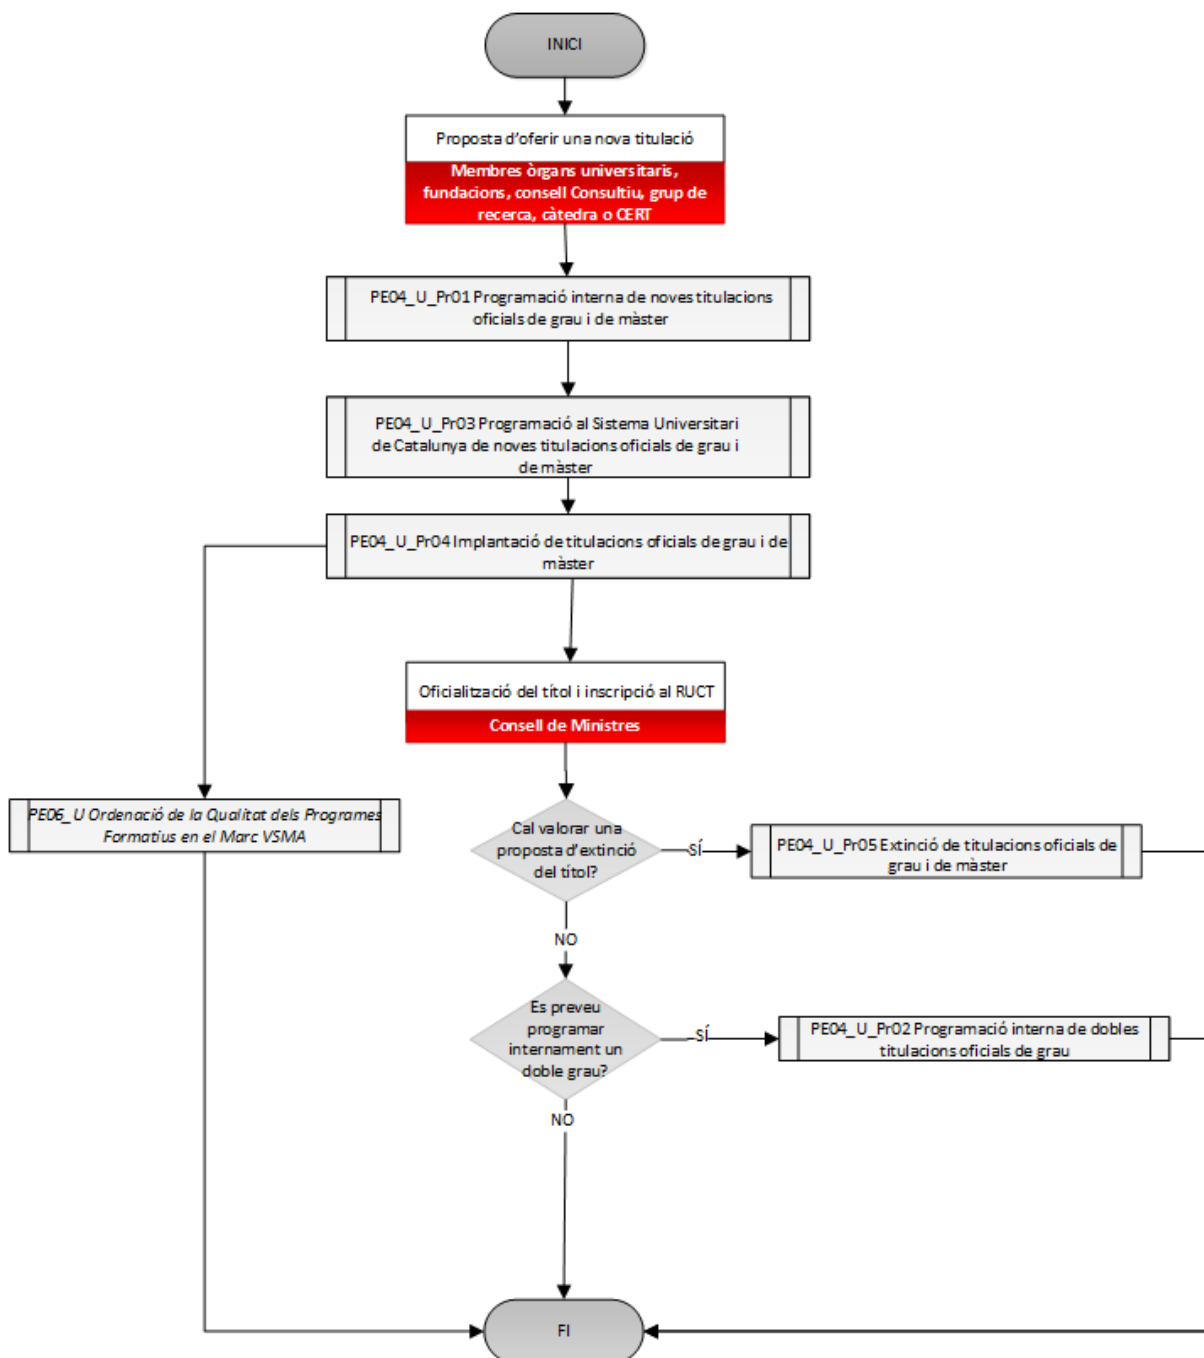 INICI
Proposta d'oferir una nova titulació
Membres òrgans universitaris,
fundacions, consell Consultiu, grup de
recerca, càtedra o CERT
PE04_U_Pr01 Programació interna de noves titulacions
oficials de grau i de màster
PE04_U_Pr03 Programació al Sistema Universitari
de Catalunya de noves titulacions oficials de grau i
de màster
PE04_U_Pr04 Implantació de titulacions oficials de grau i de
màster
Oficialització del títol i inscripció al RUCT
Consell de Ministres
PE06_U Ordenació de la Qualitat dels Programes
Formatius en el Marc VSMA
Cal valorar una
proposta d'extinció
del títol?
SÍ
PE04_U_Pr05 Extinció de titulacions oficials de
grau i de màster
NO
Es preveu
programar
internament un
doble grau?
SÍ
PE04_U_Pr02 Programació interna de dobles
titulacions oficials de grau
NO
FI